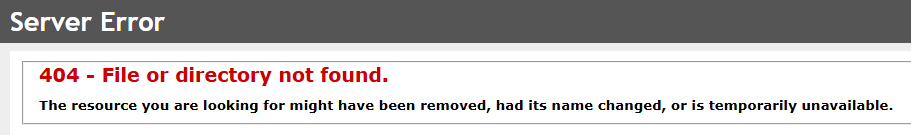 Server Error
404 - File or directory not found.
The resource you are looking for might have been removed, had its name changed, or is temporarily unavailable.